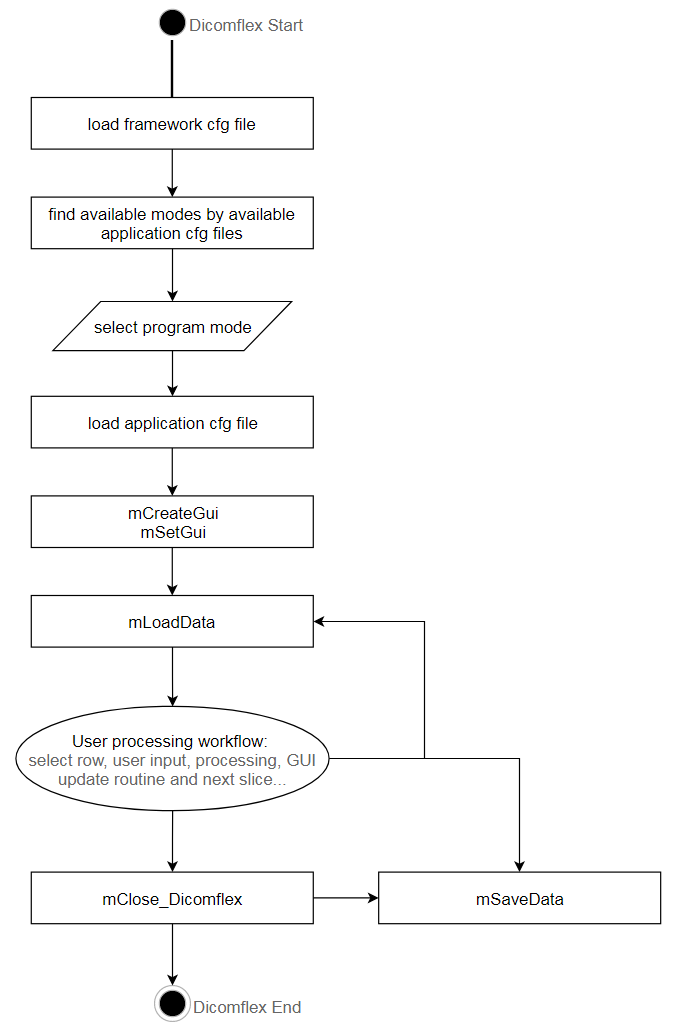 Dicomflex Start
load framework cfg file
find available modes by available
application cfg files
select program mode
load application cfg file
mCreateGui
mSetGui
mLoadData
User processing workflow:
select row, user input, processing, GUI
update routine and next slice...
mClose_Dicomflex
mSaveData
Dicomflex End